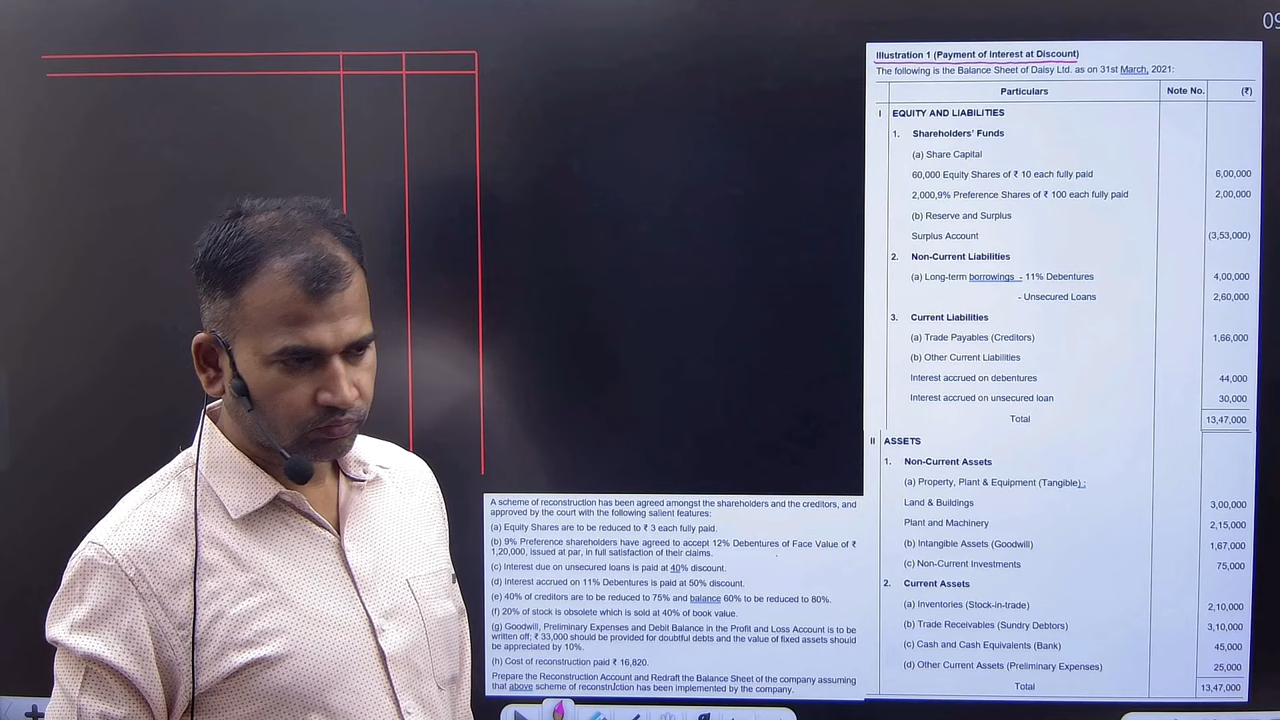 09
Illustration 1 (Payment of Interest at Discount)
The following is the Balance Sheet of Daisy Ltd. as on 31st March, 2021:
Particulars Note No. (₹)
I EQUITY AND LIABILITIES
1. Shareholders' Funds
(a) Share Capital
60,000 Equity Shares of ₹ 10 each fully paid 6,00,000
2,000,9% Preference Shares of ₹ 100 each fully paid 2,00,000
(b) Reserve and Surplus
Surplus Account (3,53,000)
2. Non-Current Liabilities
(a) Long-term borrowings - 11% Debentures 4,00,000
- Unsecured Loans 2,60,000
3. Current Liabilities
(a) Trade Payables (Creditors) 1,66,000
(b) Other Current Liabilities
Interest accrued on debentures 44,000
Interest accrued on unsecured loan 30,000
Total 13,47,000
II ASSETS
1. Non-Current Assets
(a) Property, Plant & Equipment (Tangible) :
Land & Buildings 3,00,000
Plant and Machinery 2,15,000
(b) Intangible Assets (Goodwill) 1,67,000
(c) Non-Current Investments 75,000
2. Current Assets
(a) Inventories (Stock-in-trade) 2,10,000
(b) Trade Receivables (Sundry Debtors) 3,10,000
(c) Cash and Cash Equivalents (Bank) 45,000
(d) Other Current Assets (Preliminary Expenses) 25,000
Total 13,47,000
A scheme of reconstruction has been agreed amongst the shareholders and the creditors, and
approved by the court with the following salient features:
(a) Equity Shares are to be reduced to ₹ 3 each fully paid.
(b) 9% Preference shareholders have agreed to accept 12% Debentures of Face Value of ₹
1,20,000, issued at par, in full satisfaction of their claims.
(c) Interest due on unsecured loans is paid at 40% discount.
(d) Interest accrued on 11% Debentures is paid at 50% discount.
(e) 40% of creditors are to be reduced to 75% and balance 60% to be reduced to 80%.
(f) 20% of stock is obsolete which is sold at 40% of book value.
(g) Goodwill, Preliminary Expenses and Debit Balance in the Profit and Loss Account is to be
written off; ₹ 33,000 should be provided for doubtful debts and the value of fixed assets should
be appreciated by 10%.
(h) Cost of reconstruction paid ₹ 16,820.
Prepare the Reconstruction Account and Redraft the Balance Sheet of the company assuming
that above scheme of reconstruction has been implemented by the company.